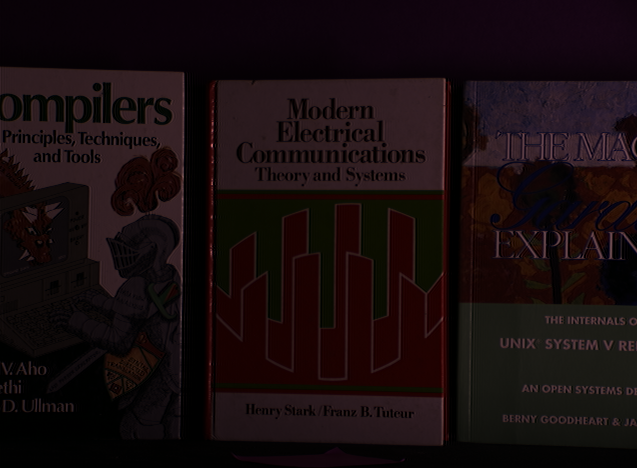 ompilers
Principles, Techniques,
and Tools
V. Aho
ethi
D. Ullman
Modern
Electrical
Communications
Theory and Systems
Henry Stark/Franz B. Tuteur
THE MAG
EXPLAIN
THE INTERNALS O
UNIX SYSTEM V RE
AN OPEN SYSTEMS DE
BERNY GOODHEART & JA